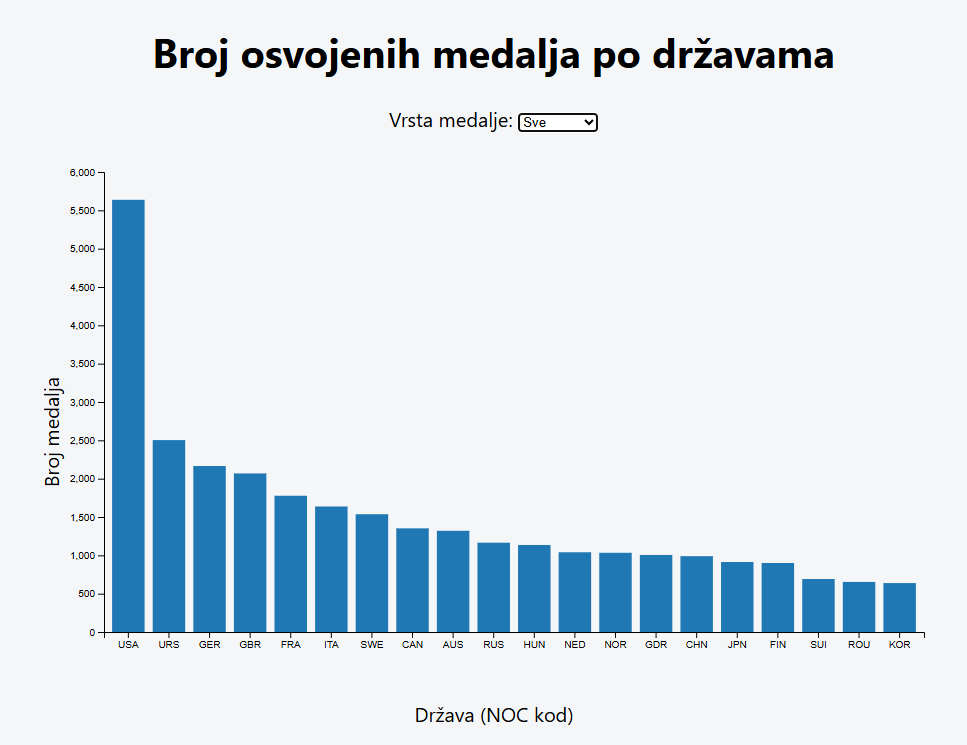 Broj osvojenih medalja po državama
Vrsta medalje: Sve
6,000
5,500
5,000
4,500
4,000
3,500
3,000
2,500
2,000
1,500
1,000
500
0
Broj medalja
USA URS GER GBR FRA ITA SWE CAN AUS RUS HUN NED NOR GDR CHN JPN FIN SUI ROU KOR
Država (NOC kod)